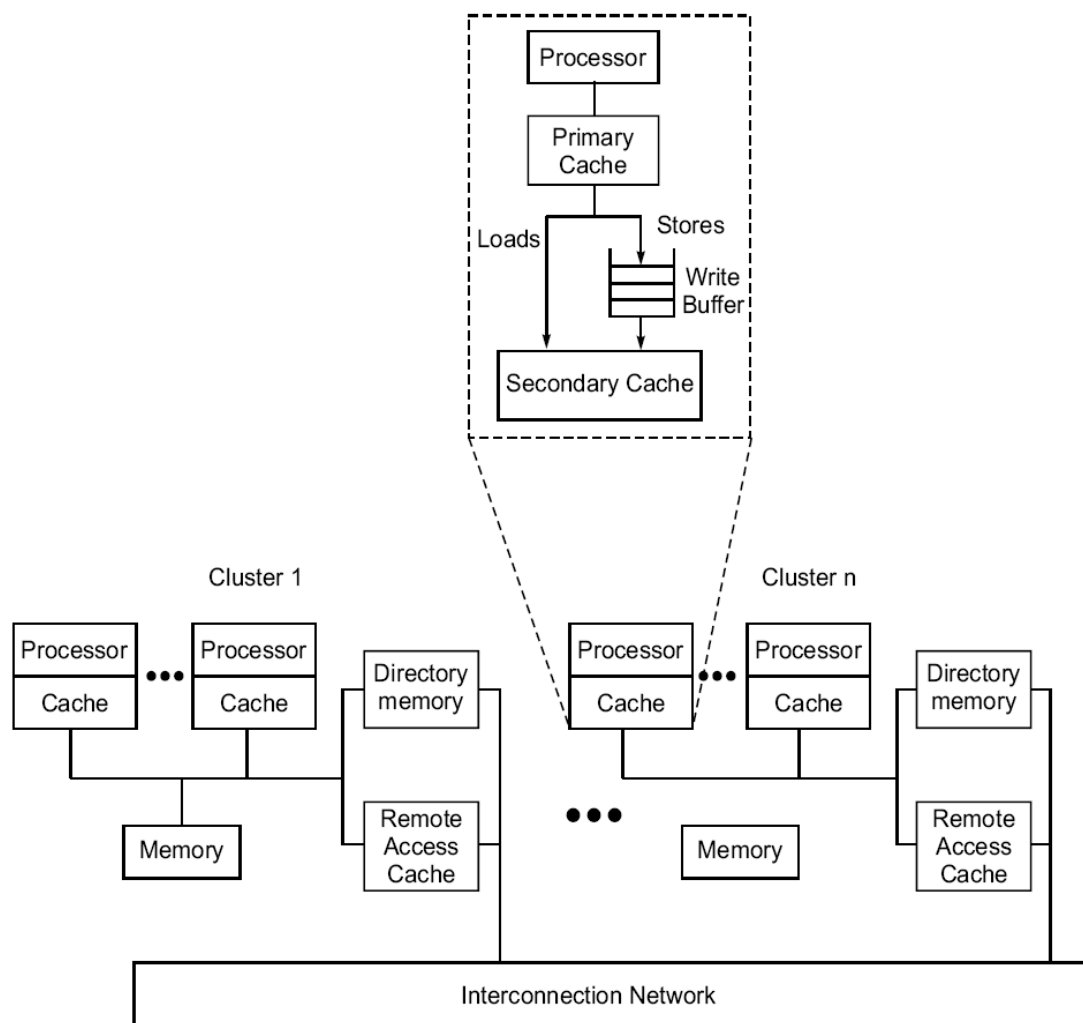 Processor
Primary
Cache
Loads
Stores
Write
Buffer
Secondary Cache
Cluster 1
Cluster n
Processor
Processor
Cache
Cache
Directory
memory
Memory
Remote
Access
Cache
Processor
Processor
Cache
Cache
Directory
memory
Memory
Remote
Access
Cache
Interconnection Network